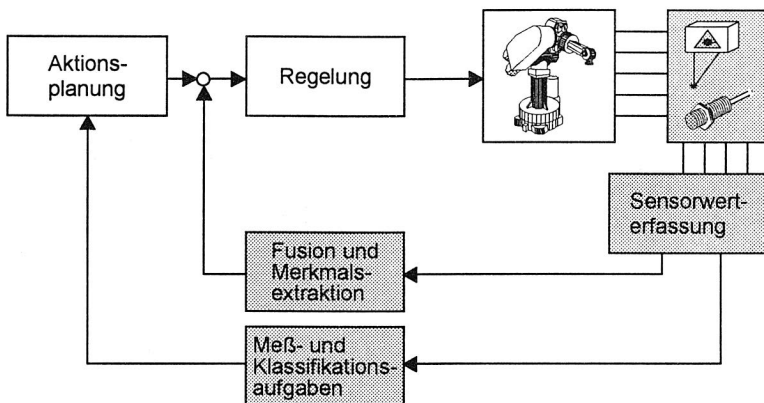 Aktions-
planung
Regelung
Sensorwert-
erfassung
Fusion und
Merkmals-
extraktion
Meß- und
Klassifikations-
aufgaben